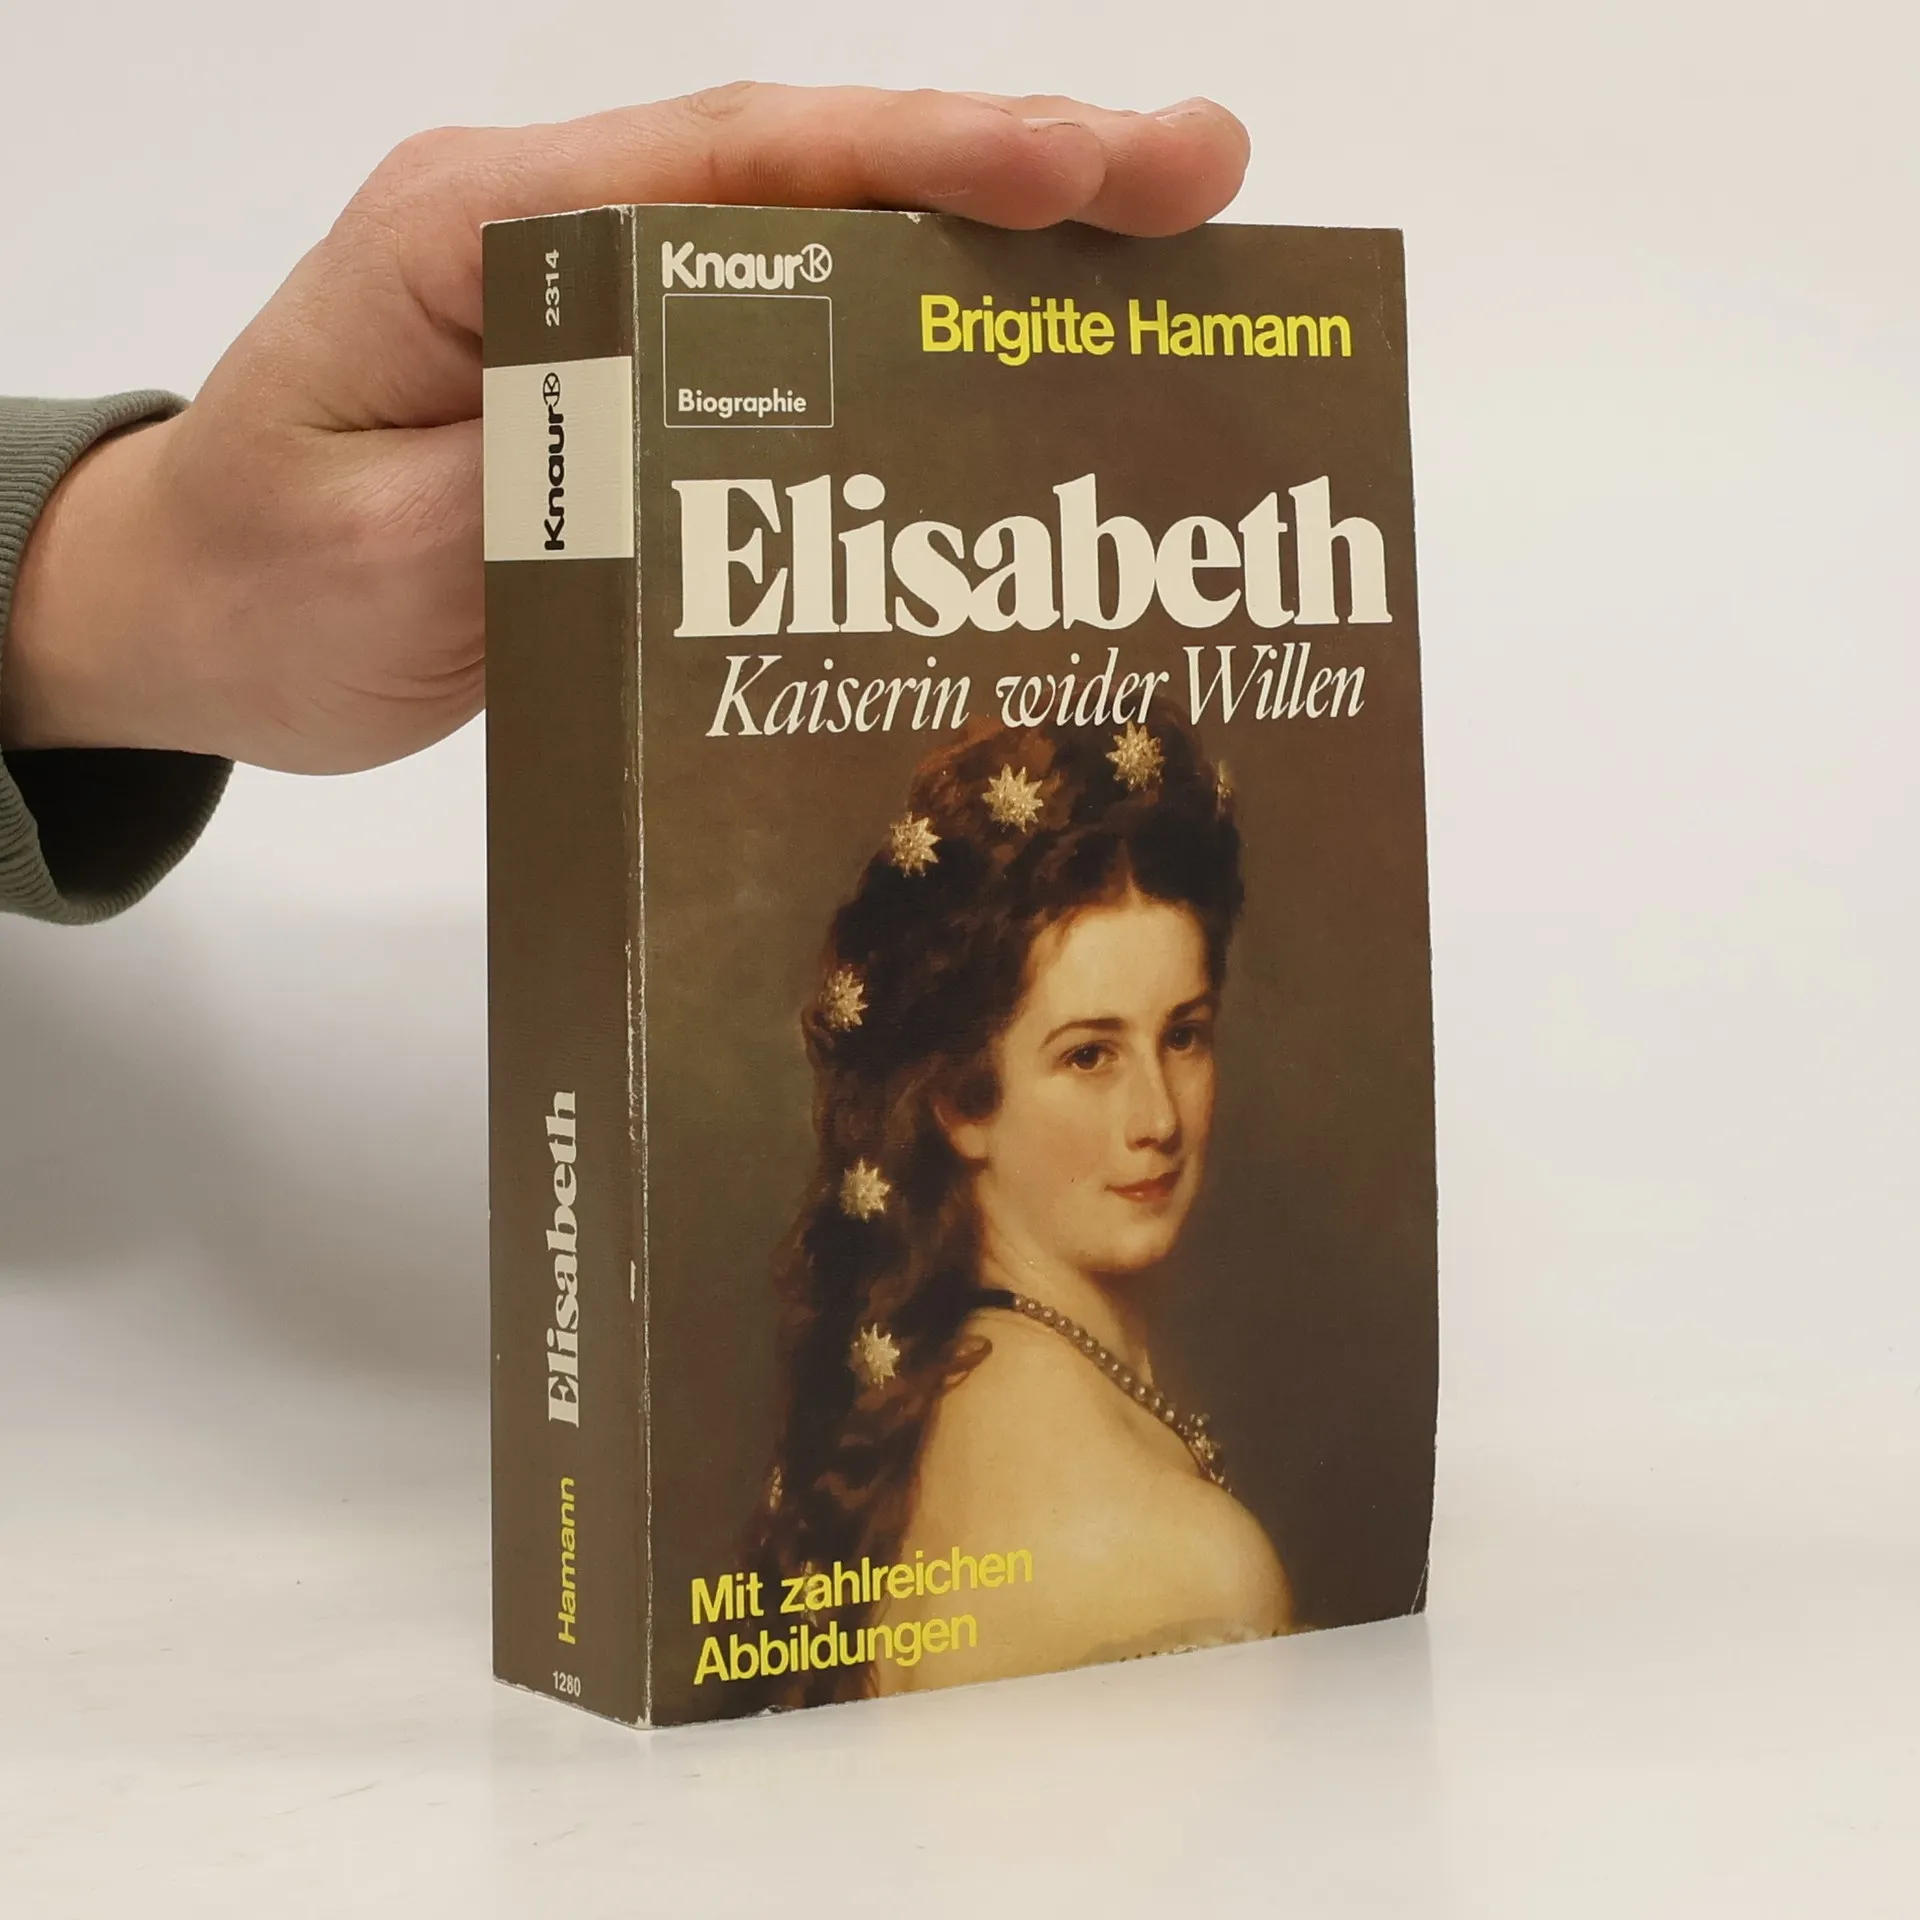 2314
Knaur
Elisabeth
Hamann
1280
Knaur
Biographie
Brigitte Hamann
Elisabeth
Kaiserin wider Willen
Mit zahlreichen
Abbildungen